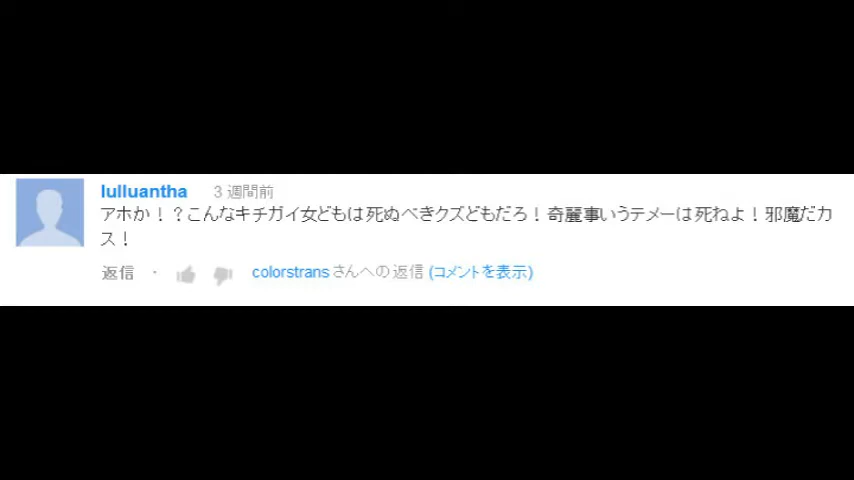 lulluantha 3 週間前
アホか！？こんなキチガイ女どもは死ぬべきクズどもだろ！奇麗事いうテメーは死ねよ！邪魔だカ
ス！
返信 · colorstrans さんへの返信 (コメントを表示)